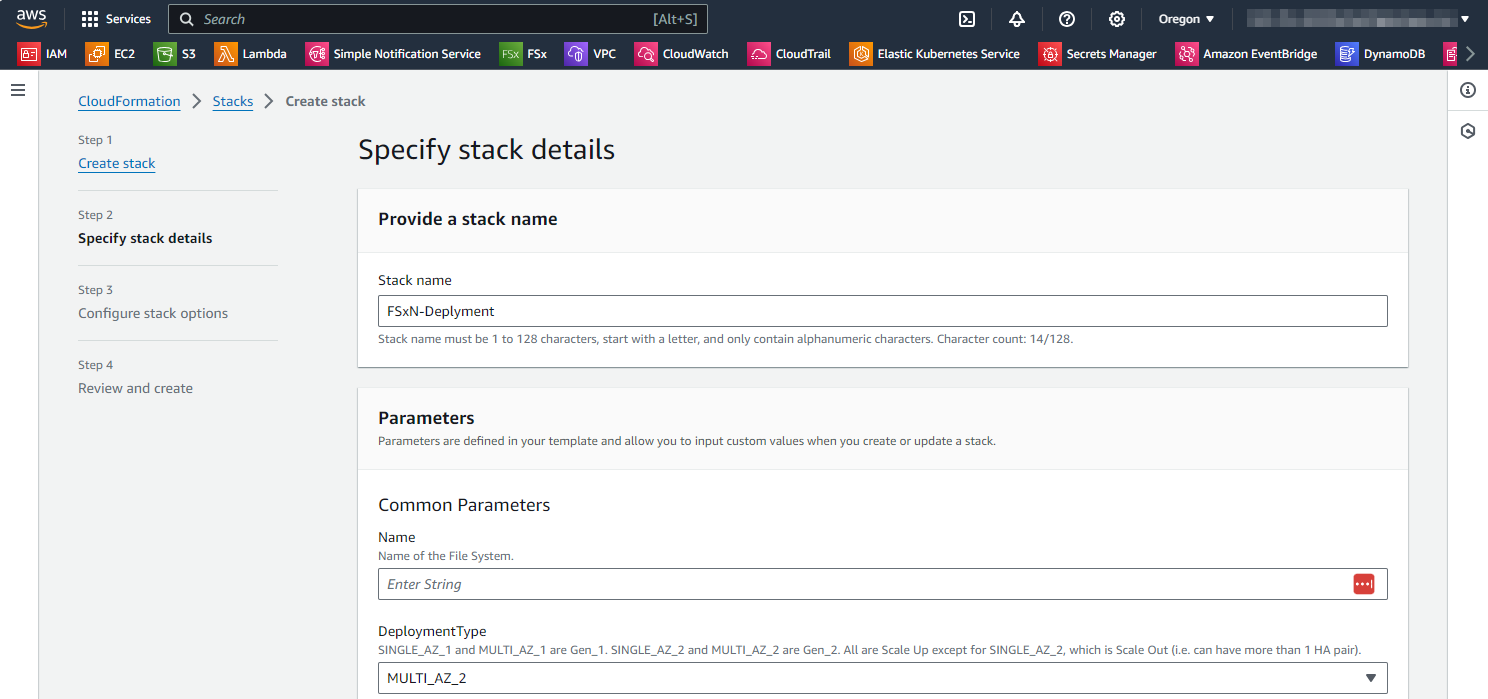 aws Services Search [Alt+S] Oregon
IAM EC2 S3 Lambda Simple Notification Service FSx FSx VPC CloudWatch CloudTrail Elastic Kubernetes Service Secrets Manager Amazon EventBridge DynamoDB
CloudFormation Stacks Create stack
Step 1
Create stack
Step 2
Specify stack details
Step 3
Configure stack options
Step 4
Review and create
Specify stack details
Provide a stack name
Stack name
FSxN-Deplyment
Stack name must be 1 to 128 characters, start with a letter, and only contain alphanumeric characters. Character count: 14/128.
Parameters
Parameters are defined in your template and allow you to input custom values when you create or update a stack.
Common Parameters
Name
Name of the File System.
Enter String
DeploymentType
SINGLE_AZ_1 and MULTI_AZ_1 are Gen_1. SINGLE_AZ_2 and MULTI_AZ_2 are Gen_2. All are Scale Up except for SINGLE_AZ_2, which is Scale Out (i.e. can have more than 1 HA pair).
MULTI_AZ_2